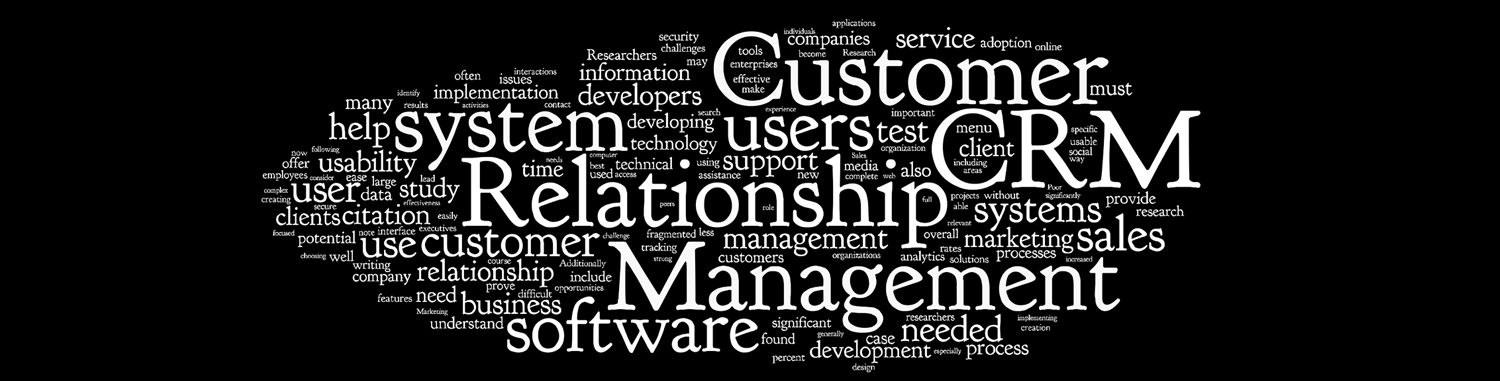 applications
security individuals companies service adoption online
Researchers challenges tools become Research
may enterprises Customer
often issues interactions information effective must
identify implementation developers make
many results activities contact search experience important
help system developing users test menu specific
technology organization client usable CRM
now following computer Sales social
offer usability time needs best technical using support media also including way
employees consider ease lead used access assistance new complete web areas
complex user large study Relationship full projects without Poor significantly provide
creating data able
secure effectiveness peers role systems research
clients citation easily relevant
focused note interface executives challenge fragmented less management overall marketing sales
potential use customer tracking rates
choosing well strong customers organizations analytics processes
writing course Additionally solutions increased
company relationship include Management
prove opportunities
features need business difficult
Marketing
understand software significant researchers implementing
generally needed creation
found case
percent development especially process
design